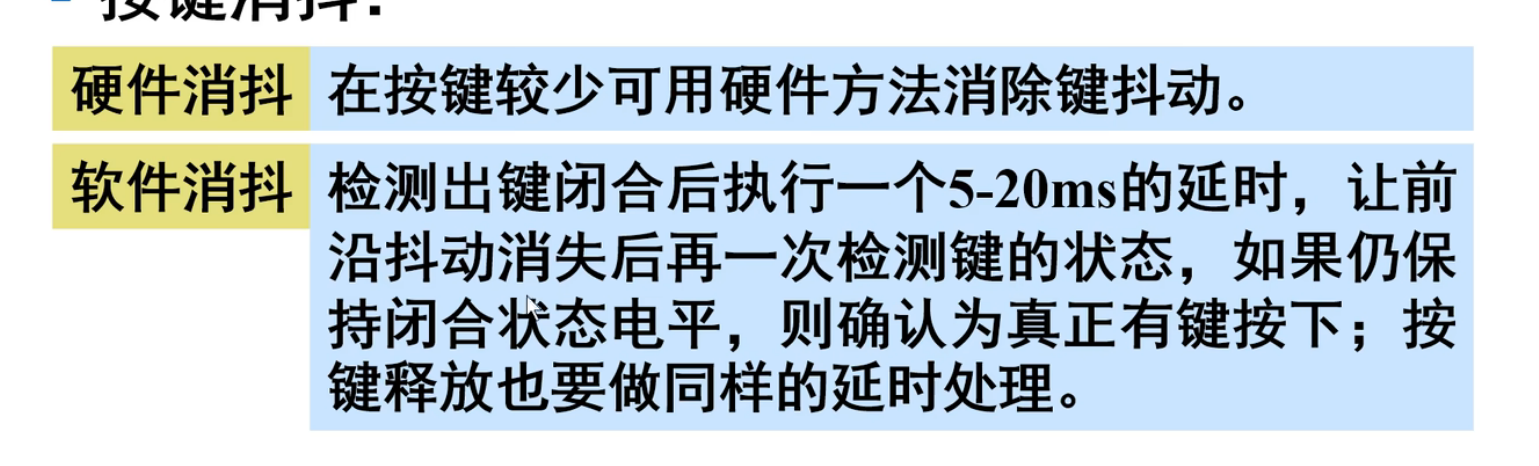 按键消抖：
硬件消抖 在按键较少可用硬件方法消除键抖动。
软件消抖 检测出键闭合后执行一个5-20ms的延时，让前
沿抖动消失后再一次检测键的状态，如果仍保
持闭合状态电平，则确认为真正有键按下；按
键释放也要做同样的延时处理。